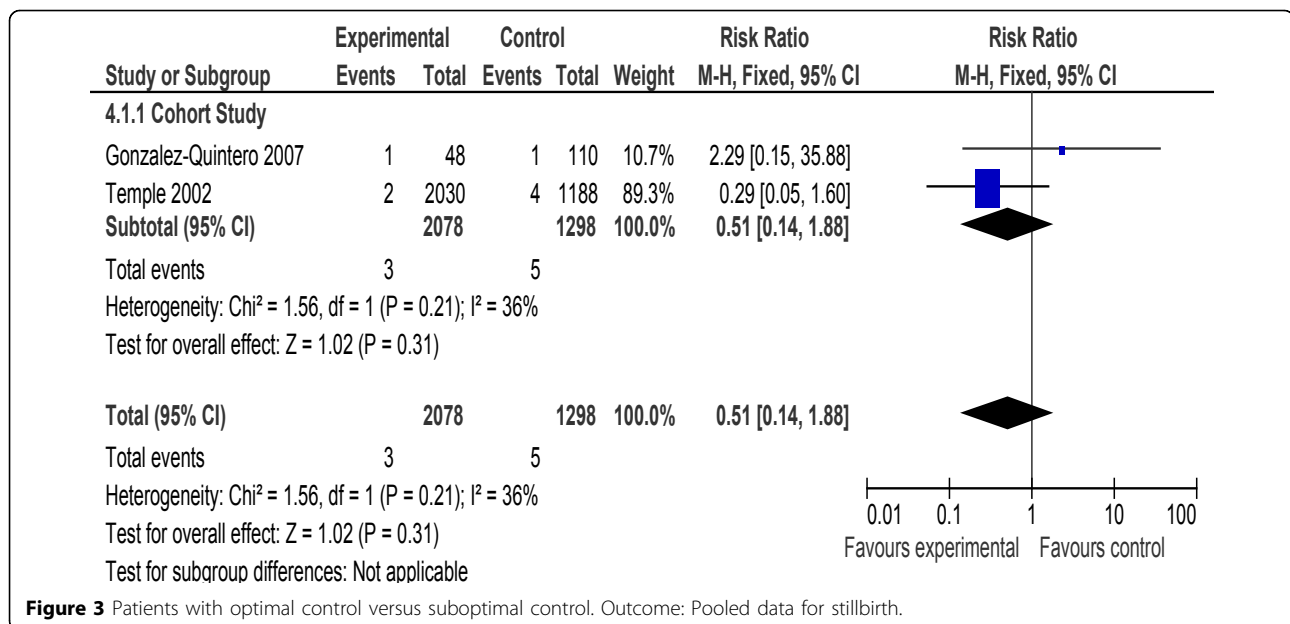 Experimental Control Risk Ratio Risk Ratio
Study or Subgroup Events Total Events Total Weight M-H, Fixed, 95% CI M-H, Fixed, 95% CI
4.1.1 Cohort Study
Gonzalez-Quintero 2007 1 48 1 110 10.7% 2.29 [0.15, 35.88]
Temple 2002 2 2030 4 1188 89.3% 0.29 [0.05, 1.60]
Subtotal (95% CI) 2078 1298 100.0% 0.51 [0.14, 1.88]
Total events 3 5
Heterogeneity: Chi² = 1.56, df = 1 (P = 0.21); I² = 36%
Test for overall effect: Z = 1.02 (P = 0.31)
Total (95% CI) 2078 1298 100.0% 0.51 [0.14, 1.88]
Total events 3 5
Heterogeneity: Chi² = 1.56, df = 1 (P = 0.21); I² = 36%
Test for overall effect: Z = 1.02 (P = 0.31)
Test for subgroup differences: Not applicable
0.01 0.1 1 10 100
Favours experimental Favours control
Figure 3 Patients with optimal control versus suboptimal control. Outcome: Pooled data for stillbirth.